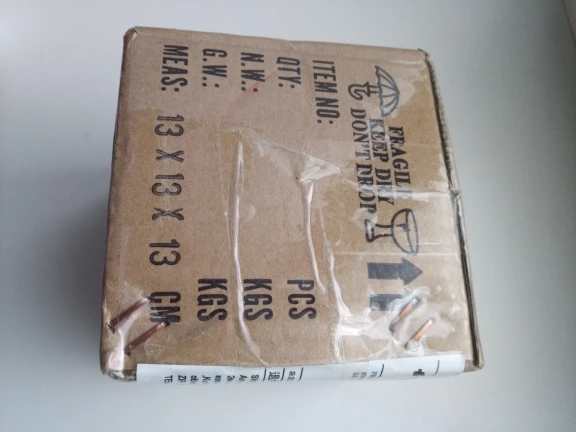 FRAGILE
KEEP DRY
DON'T DROP
ITEM NO:
QTY: PCS
N.W.: KGS
G.W.: KGS
MEAS: 13 X 13 X 13 CM